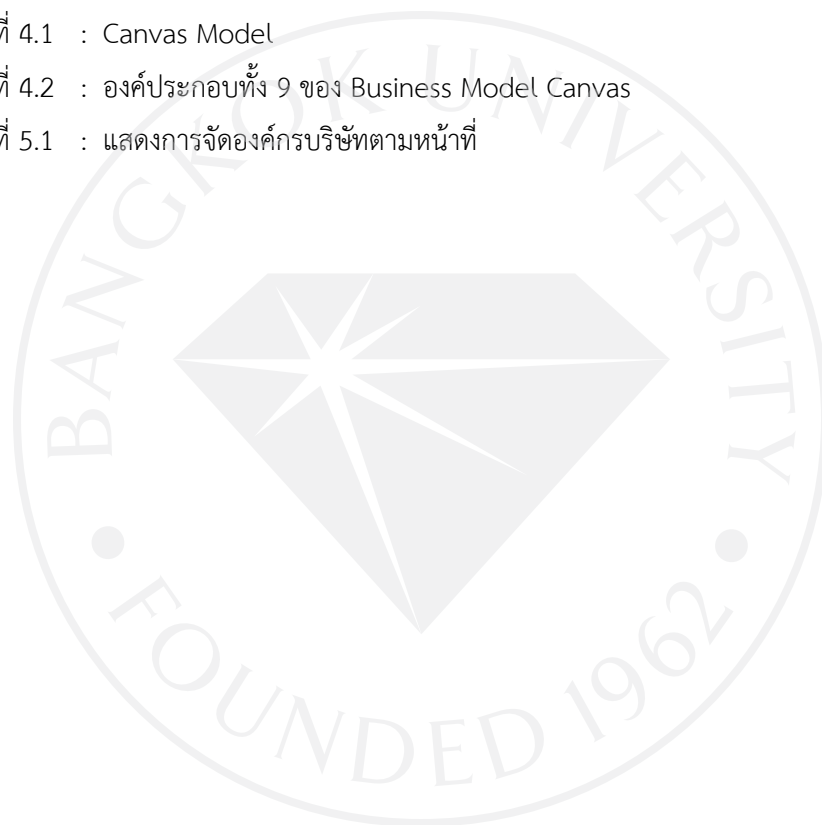 ที่ 4.1 : Canvas Model
ที่ 4.2 : องค์ประกอบทั้ง 9 ของ Business Model Canvas
ที่ 5.1 : แสดงการจัดองค์กรบริษัทตามหน้าที่
BANGKOK UNIVERSITY
FOUNDED 1962